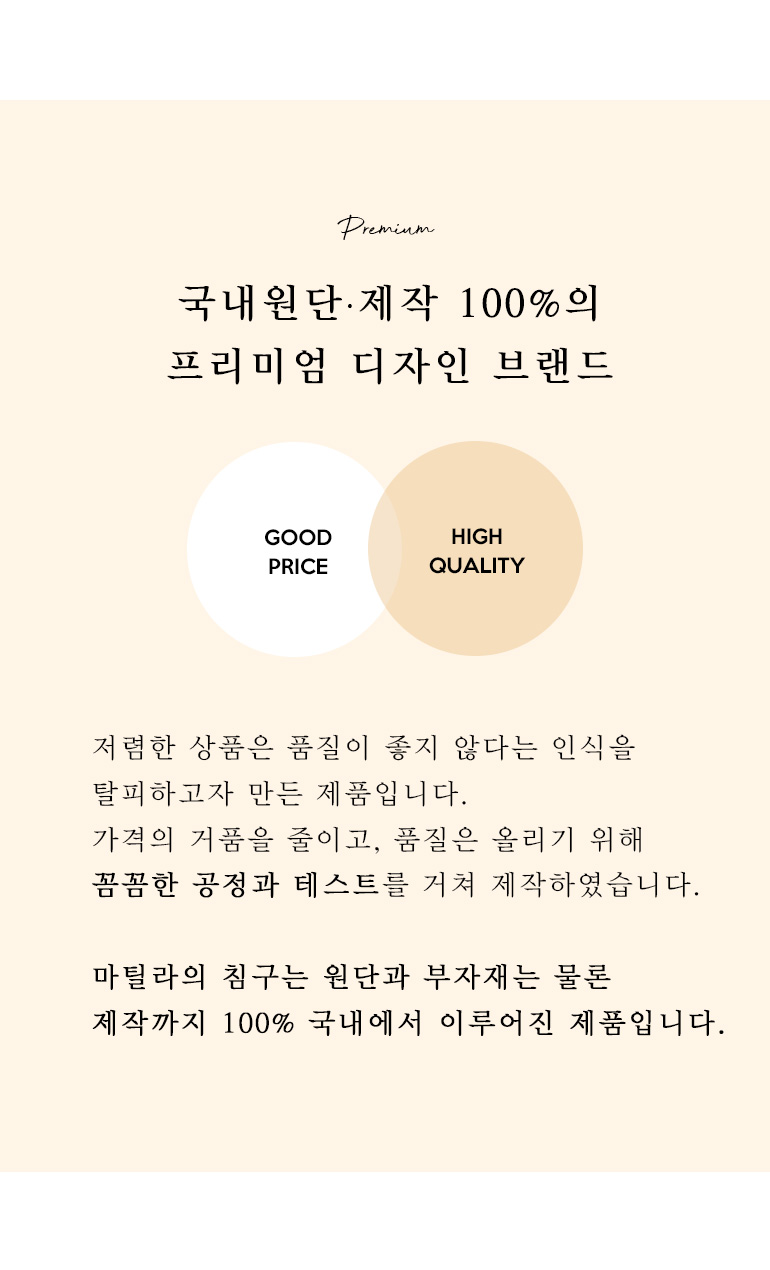 Premium
국내원단·제작 100%의
프리미엄 디자인 브랜드
GOOD
PRICE
HIGH
QUALITY
저렴한 상품은 품질이 좋지 않다는 인식을
탈피하고자 만든 제품입니다.
가격의 거품을 줄이고, 품질은 올리기 위해
꼼꼼한 공정과 테스트를 거쳐 제작하였습니다.
마틸라의 침구는 원단과 부자재는 물론
제작까지 100% 국내에서 이루어진 제품입니다.